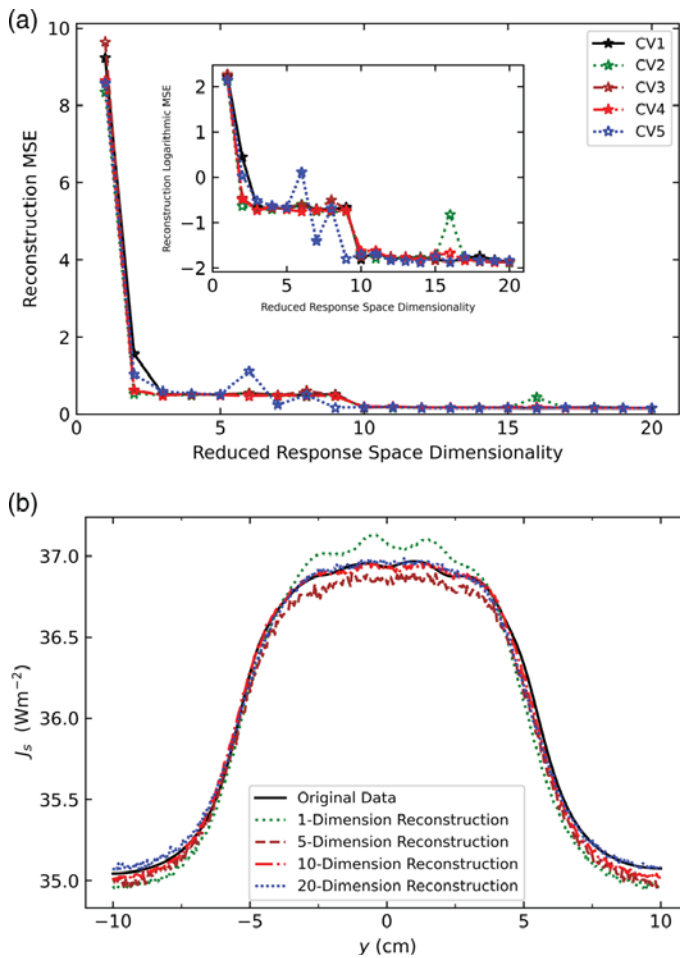 (a)
10
8
6
4
2
0
Reconstruction MSE
0
5
10
15
20
Reduced Response Space Dimensionality
2
1
0
−1
−2
Reconstruction Logarithmic MSE
0
5
10
15
20
Reduced Response Space Dimensionality
CV1
CV2
CV3
CV4
CV5
(b)
37.0
36.5
36.0
35.5
35.0
J_s (Wm⁻²)
Original Data
1-Dimension Reconstruction
5-Dimension Reconstruction
10-Dimension Reconstruction
20-Dimension Reconstruction
−10
−5
0
5
10
y (cm)